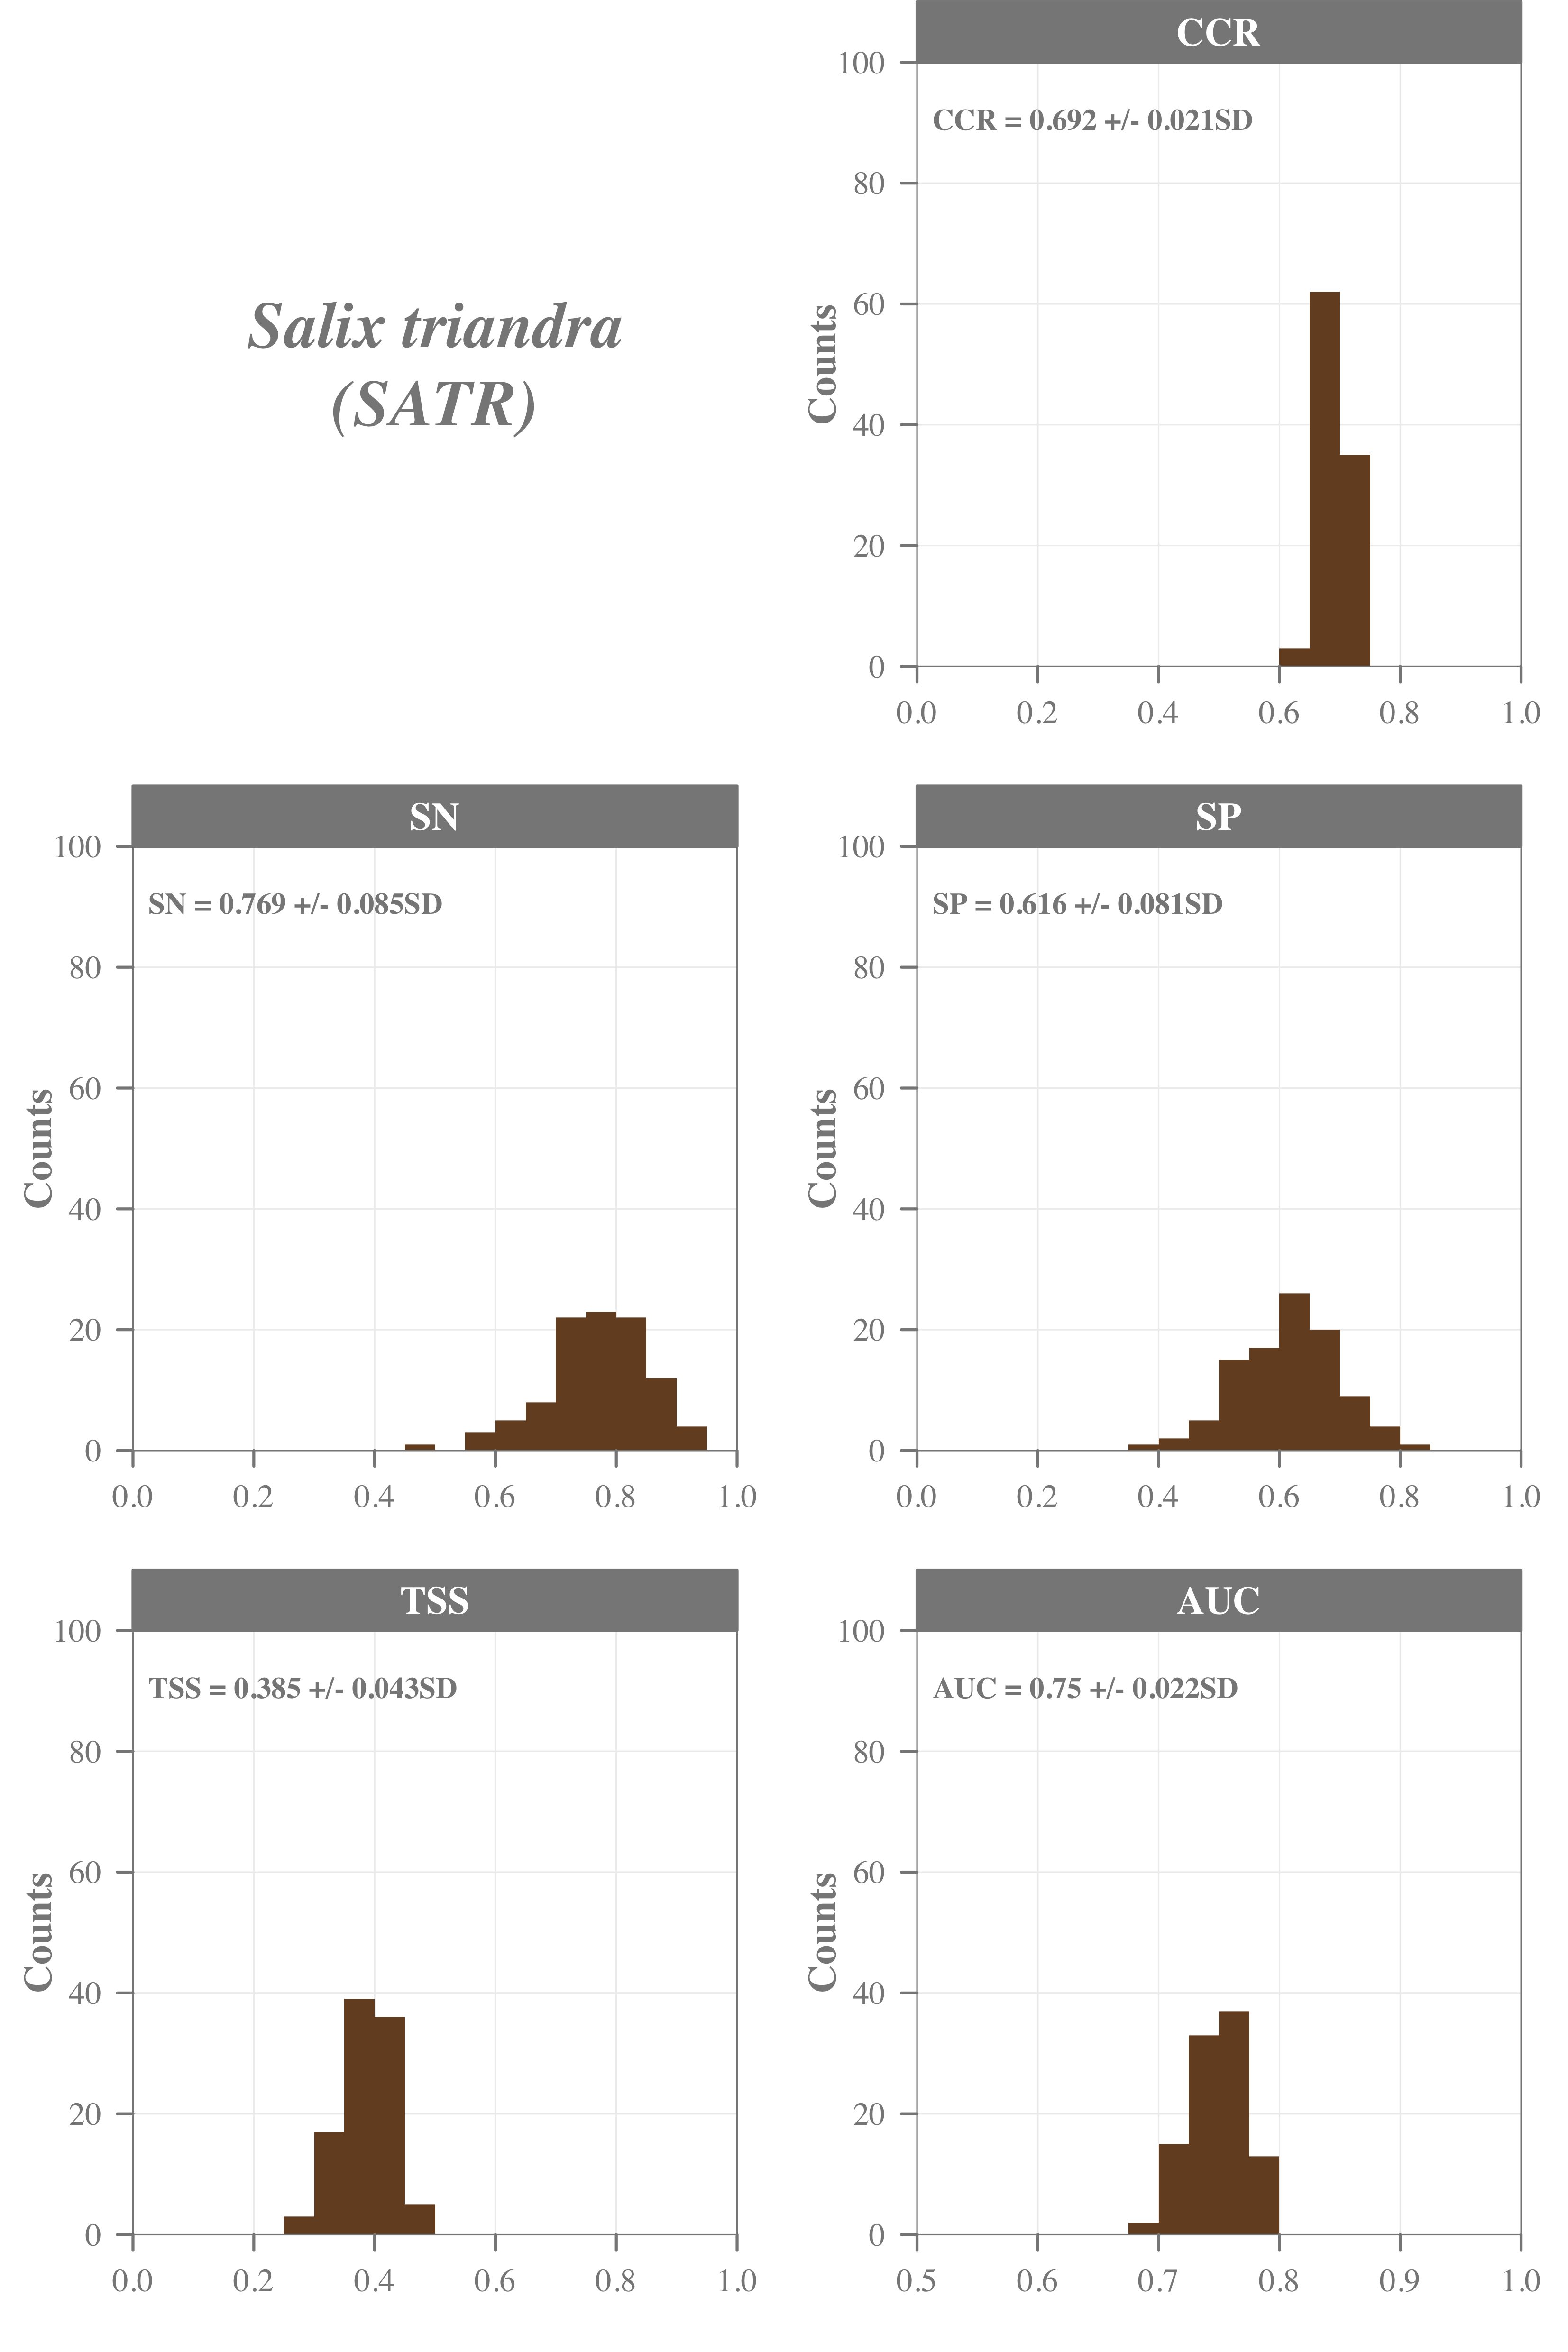 Salix triandra
(SATR)
CCR
CCR = 0.692 +/- 0.021SD
Counts
100
80
60
40
20
0
0.0 0.2 0.4 0.6 0.8 1.0
SN
SN = 0.769 +/- 0.085SD
Counts
100
80
60
40
20
0
0.0 0.2 0.4 0.6 0.8 1.0
SP
SP = 0.616 +/- 0.081SD
Counts
100
80
60
40
20
0
0.0 0.2 0.4 0.6 0.8 1.0
TSS
TSS = 0.385 +/- 0.043SD
Counts
100
80
60
40
20
0
0.0 0.2 0.4 0.6 0.8 1.0
AUC
AUC = 0.75 +/- 0.022SD
Counts
100
80
60
40
20
0
0.5 0.6 0.7 0.8 0.9 1.0